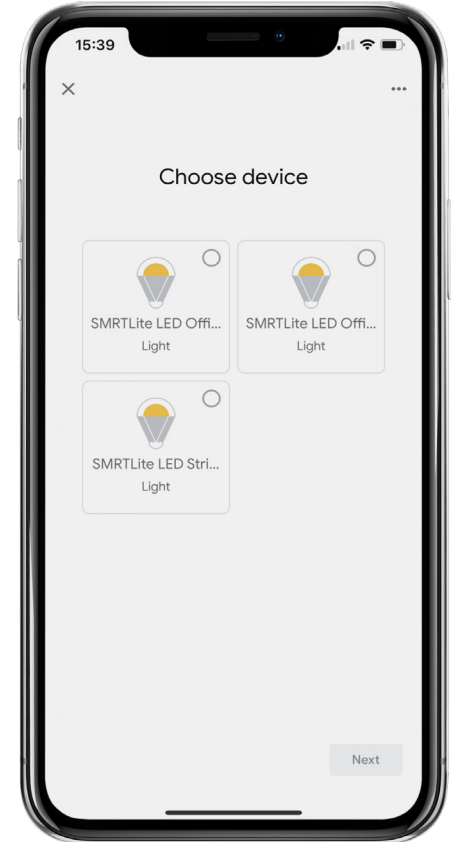 15:39
Choose device
SMRTLite LED Offi...
Light
SMRTLite LED Offi...
Light
SMRTLite LED Stri...
Light
Next